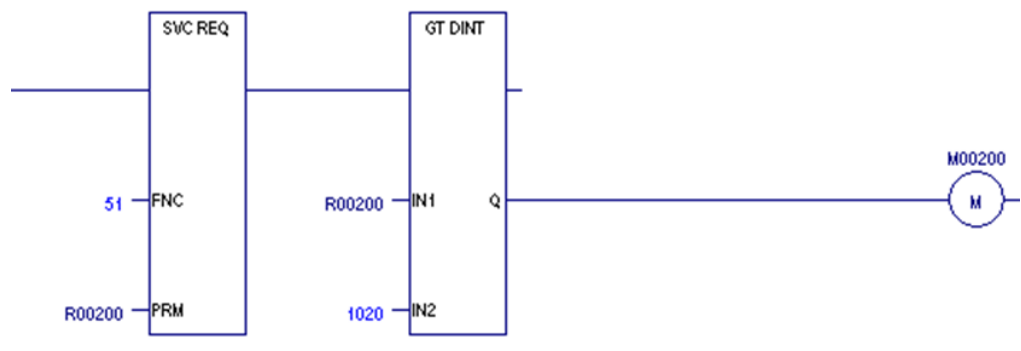 SVC REQ
GT DINT
M00200
M
51 FNC
R00200 IN1 Q
R00200 PRM
1020 IN2